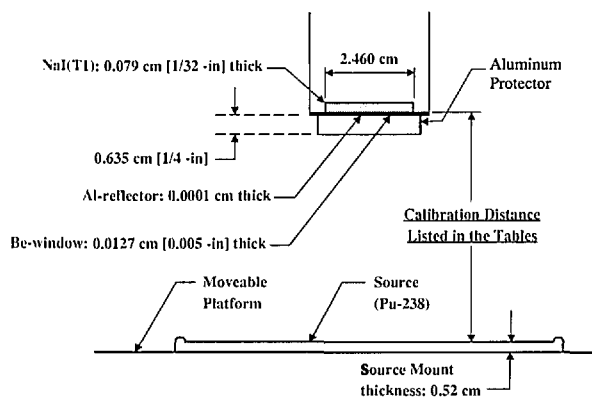 NaI(T1): 0.079 cm [1/32 -in] thick
2.460 cm
Aluminum
Protector
0.635 cm [1/4 -in]
Al-reflector: 0.0001 cm thick
Calibration Distance
Listed in the Tables
Be-window: 0.0127 cm [0.005 -in] thick
Moveable
Platform
Source
(Pu-238)
Source Mount
thickness: 0.52 cm